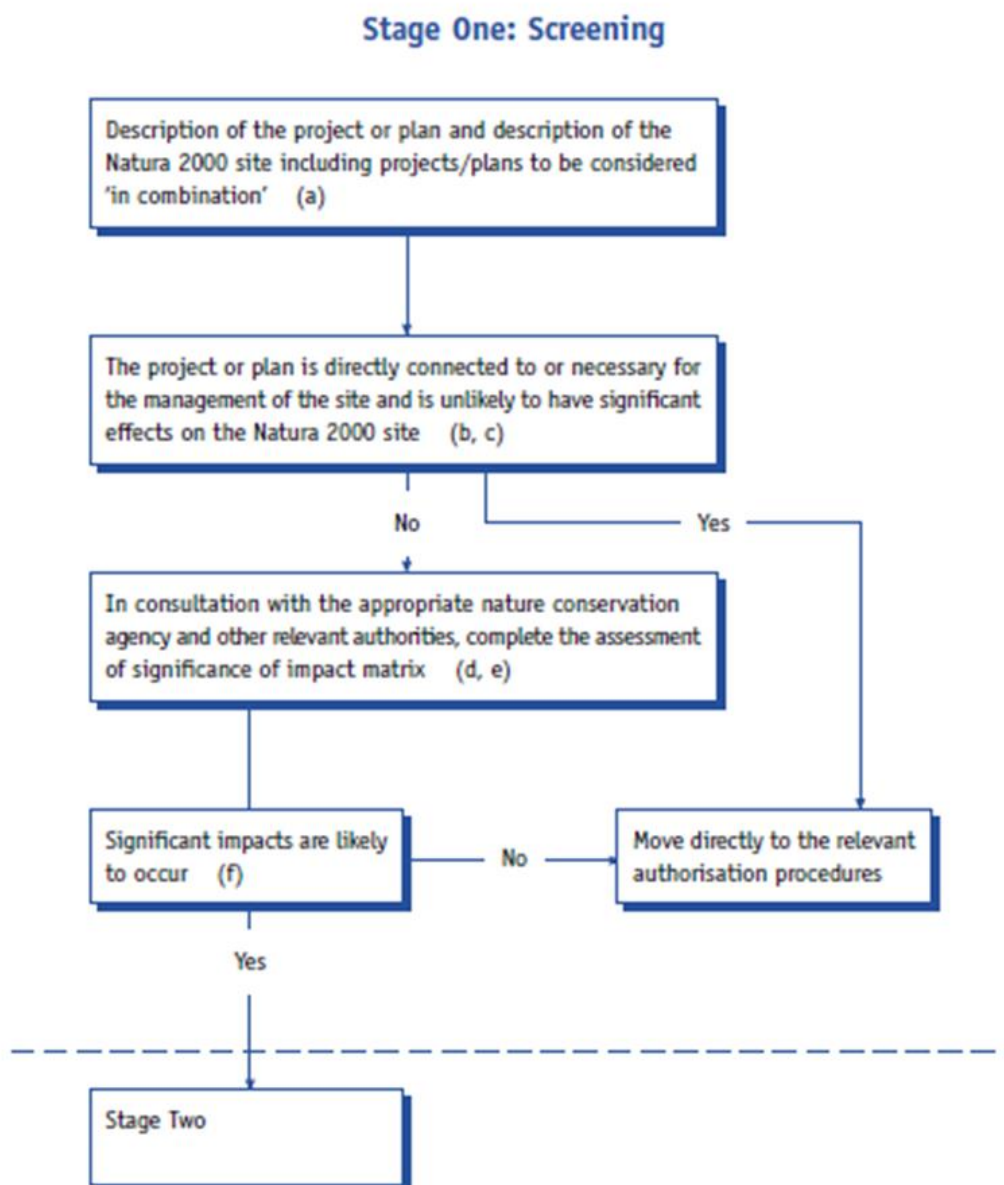 Stage One: Screening
Description of the project or plan and description of the
Natura 2000 site including projects/plans to be considered
'in combination' (a)
The project or plan is directly connected to or necessary for
the management of the site and is unlikely to have significant
effects on the Natura 2000 site (b, c)
No
Yes
In consultation with the appropriate nature conservation
agency and other relevant authorities, complete the assessment
of significance of impact matrix (d, e)
Significant impacts are likely
to occur (f)
No
Move directly to the relevant
authorisation procedures
Yes
Stage Two